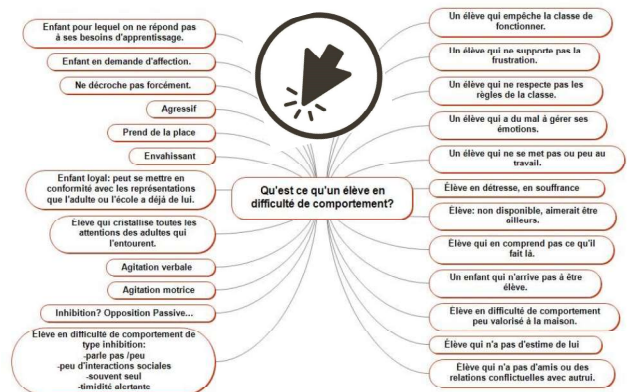 Enfant pour lequel on ne répond pas
à ses besoins d'apprentissage.
Enfant en demande d'affection.
Ne décroche pas forcément.
Agressif
Prend de la place
Envahissant
Enfant loyal: peut se mettre en
conformité avec les représentations
que l'adulte ou l'école a déjà de lui.
Élève qui cristallise toutes les
attentions des adultes qui
l'entourent.
Agitation verbale
Agitation motrice
Inhibition? Opposition Passive...
Elève en difficulté de comportement de
type inhibition:
-parle pas /peu
-peu d'interactions sociales
-souvent seul
-timidité
Qu'est ce qu'un élève en
difficulté de comportement?
Un élève qui empêche la classe de
fonctionner.
Un élève qui ne supporte pas la
frustration.
Un élève qui ne respecte pas les
règles de la classe.
Un élève qui a du mal à gérer ses
émotions.
Un élève qui ne se met pas ou peu au
travail.
Élève en détresse, en souffrance
Élève: non disponible, aimerait être
ailleurs.
Élève qui en comprend pas ce qu'il
fait là.
Un enfant qui n'arrive pas à être
élève.
Élève en difficulté de comportement
peu valorisé à la maison.
Élève qui n'a pas d'estime de lui
Élève qui n'a pas d'amis ou des
relations conflictuelles avec autrui.